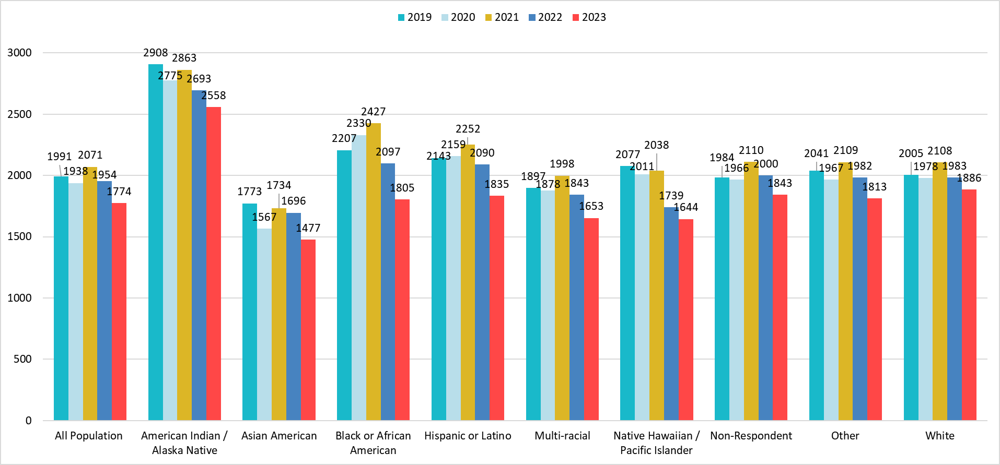 2019 2020 2021 2022 2023
3000
2500
2000
1500
1000
500
0
1991 1938 2071 1954 1774
2908 2775 2863 2693 2558
1773 1567 1734 1696 1477
2207 2330 2427 2097 1805
2143 2159 2252 2090 1835
1897 1878 1998 1843 1653
2077 2011 2038 1739 1644
1984 1966 2110 2000 1843
2041 1967 2109 1982 1813
2005 1978 2108 1983 1886
All Population
American Indian /
Alaska Native
Asian American
Black or African
American
Hispanic or Latino
Multi-racial
Native Hawaiian /
Pacific Islander
Non-Respondent
Other
White